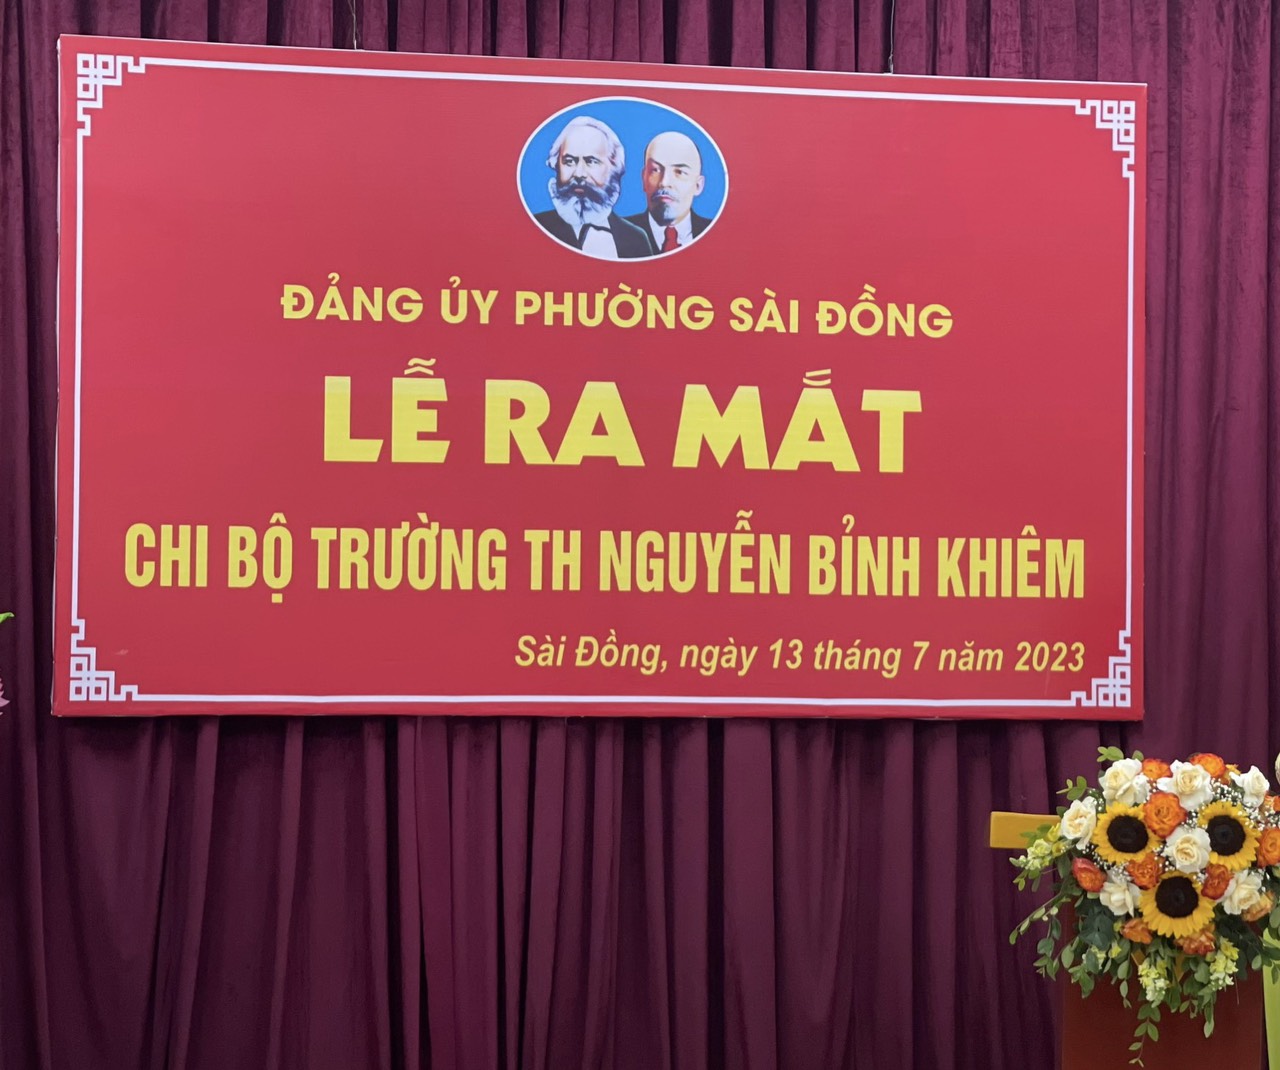 ĐẢNG ỦY PHƯỜNG SÀI ĐỒNG
LỄ RA MẮT
CHI BỘ TRƯỜNG TH NGUYỄN BỈNH KHIÊM
Sài Đồng, ngày 13 tháng 7 năm 2023